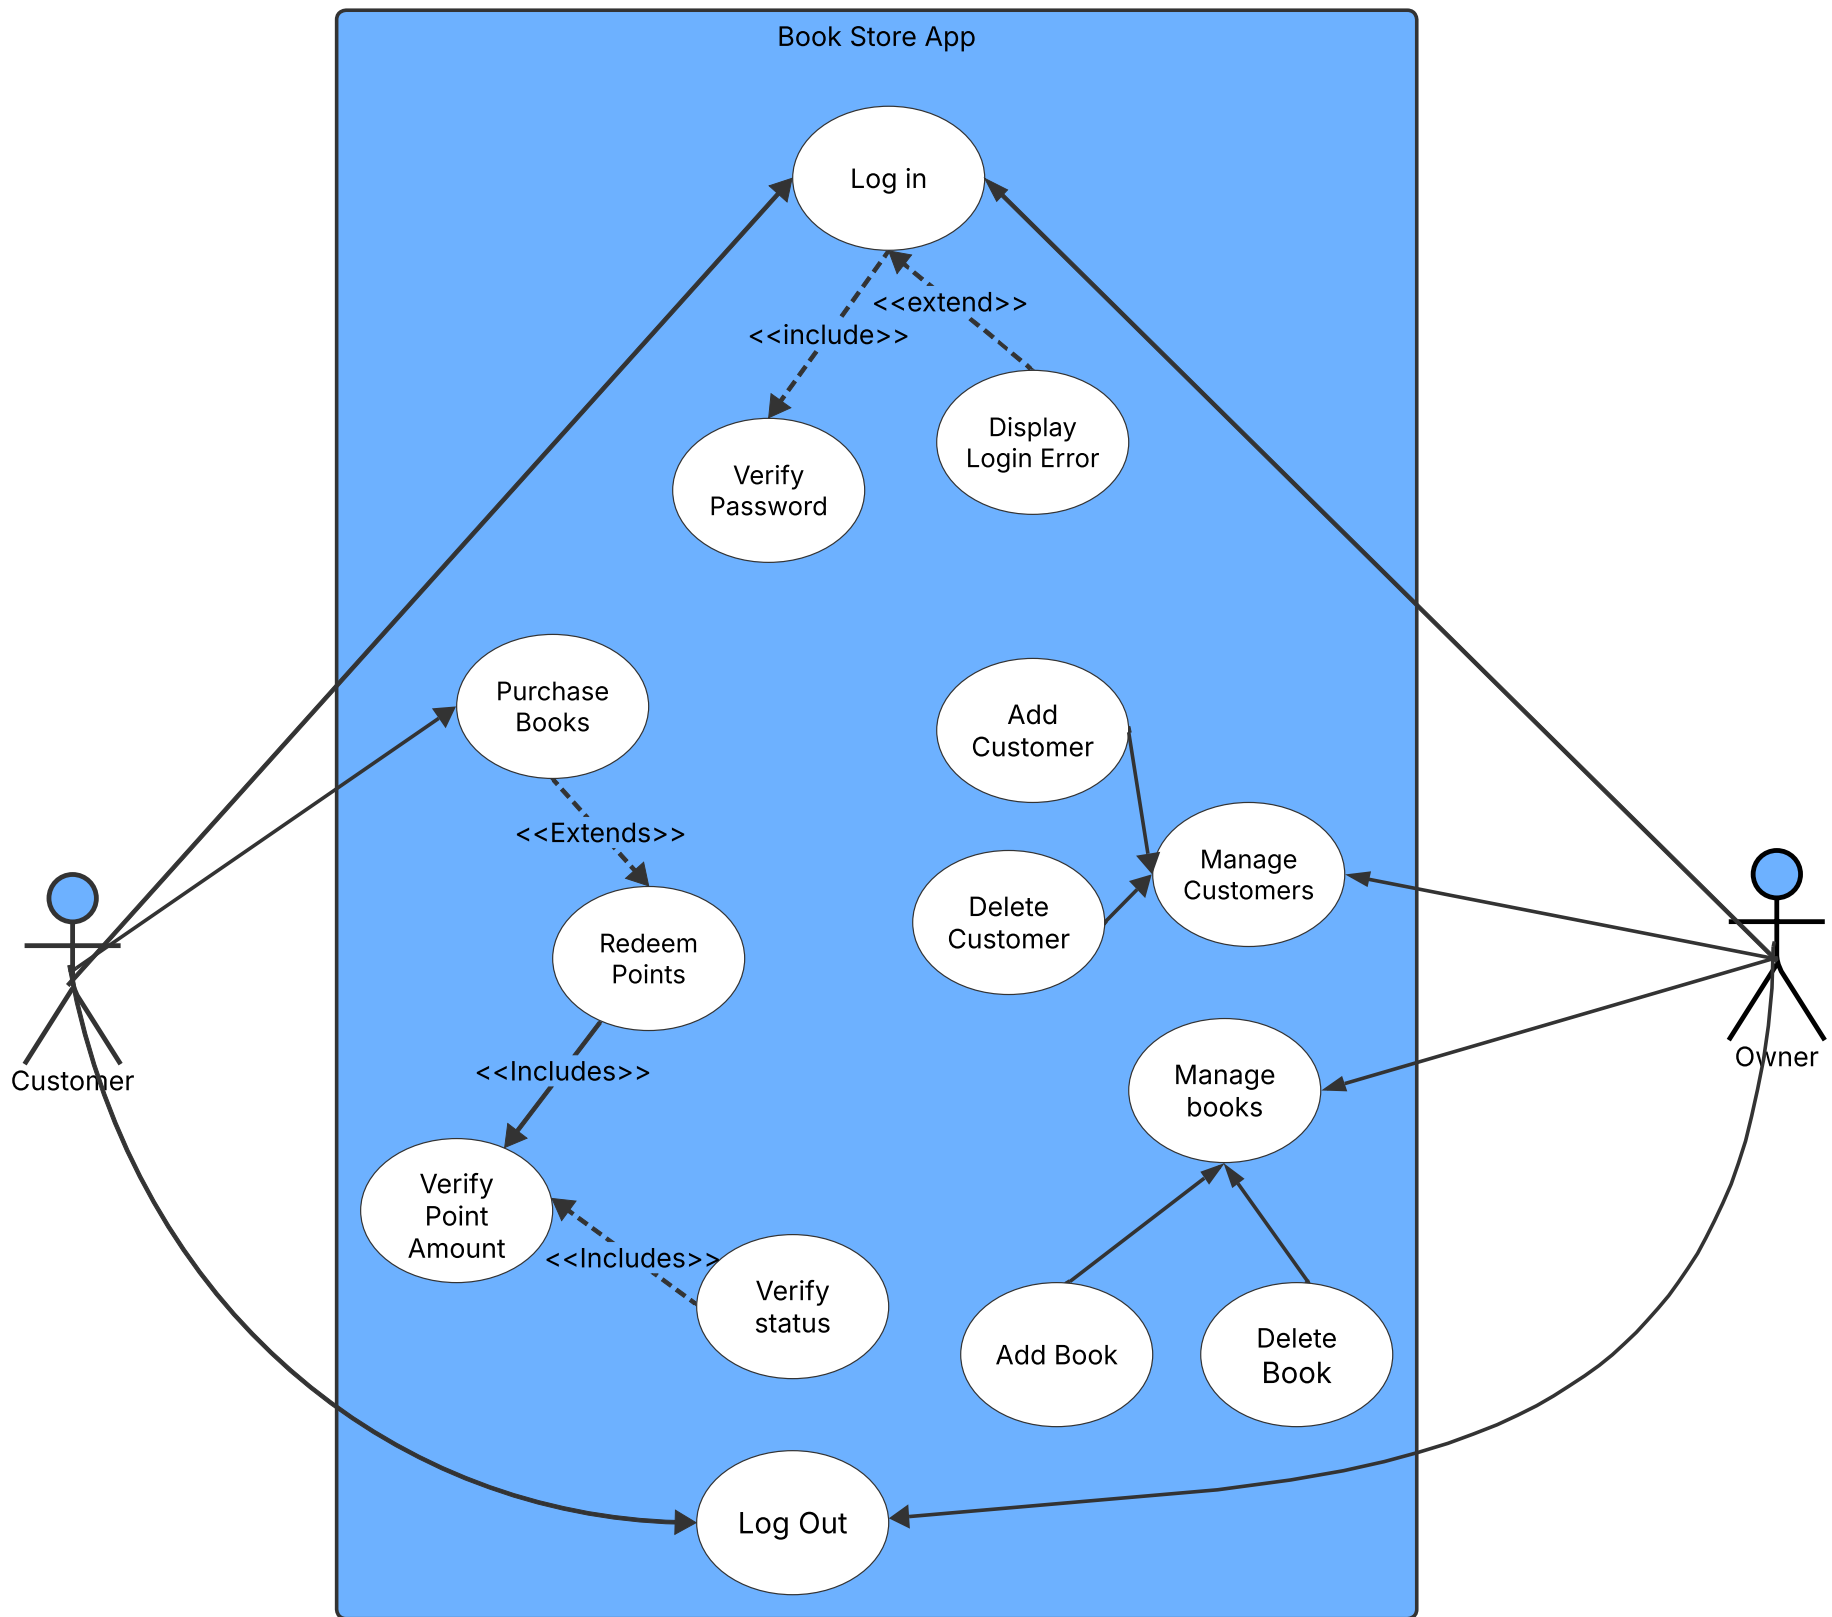 Book Store App
Log in
<<extend>>
<<include>>
Display
Login Error
Verify
Password
Purchase
Books
Add
Customer
<<Extends>>
Manage
Customers
Delete
Customer
Redeem
Points
Customer
Owner
<<Includes>>
Manage
books
Verify
Point
Amount
<<Includes>>
Verify
status
Add Book
Delete
Book
Log Out